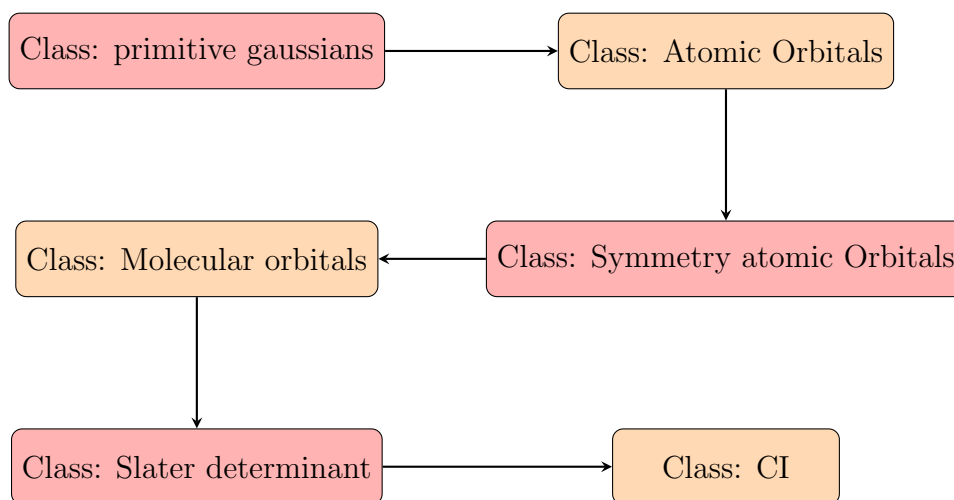 Class: primitive gaussians
Class: Atomic Orbitals
Class: Molecular orbitals
Class: Symmetry atomic Orbitals
Class: Slater determinant
Class: CI